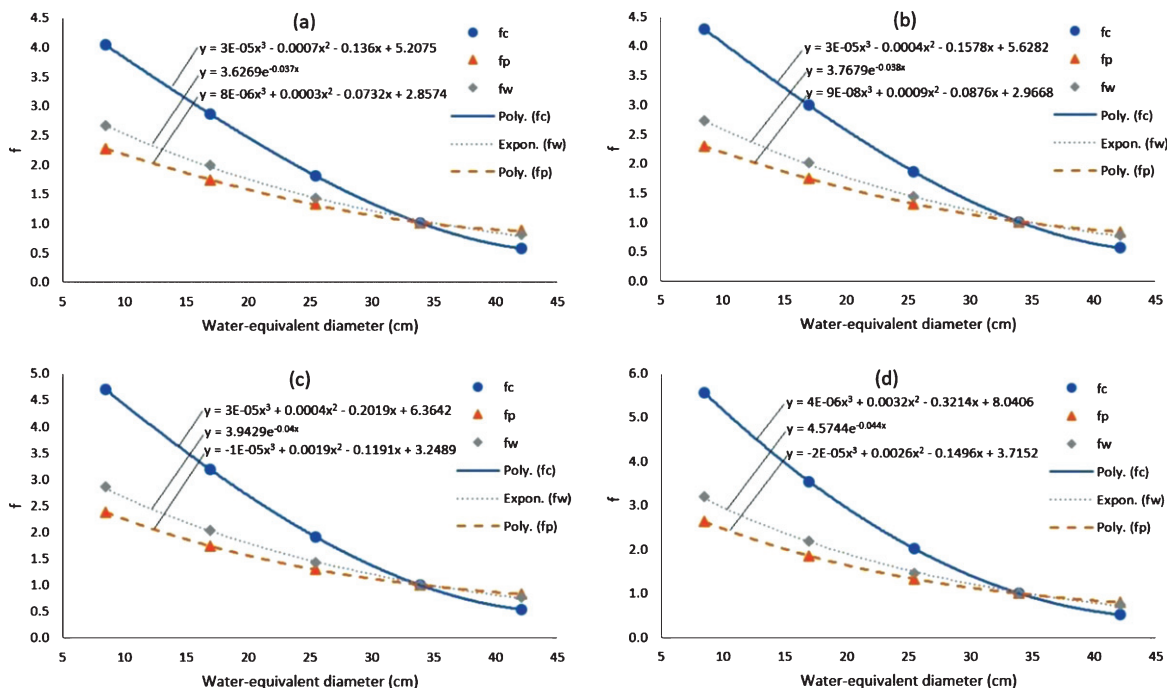 (a)
4.5
4.0
3.5
3.0
2.5
2.0
1.5
1.0
0.5
0.0
f
y = 3E-05x³ - 0.0007x² - 0.136x + 5.2075
y = 3.6269e^-0.037x
y = 8E-06x³ + 0.0003x² - 0.0732x + 2.8574
fc
fp
fw
Poly. (fc)
Expon. (fw)
Poly. (fp)
5 10 15 20 25 30 35 40 45
Water-equivalent diameter (cm)
(b)
4.5
4.0
3.5
3.0
2.5
2.0
1.5
1.0
0.5
0.0
f
y = 3E-05x³ - 0.0004x² - 0.1578x + 5.6282
y = 3.7679e^-0.038x
y = 9E-08x³ + 0.0009x² - 0.0876x + 2.9668
fc
fp
fw
Poly. (fc)
Expon. (fw)
Poly. (fp)
5 10 15 20 25 30 35 40 45
Water-equivalent diameter (cm)
(c)
5.0
4.5
4.0
3.5
3.0
2.5
2.0
1.5
1.0
0.5
0.0
f
y = 3E-05x³ + 0.0004x² - 0.2019x + 6.3642
y = 3.9429e^-0.04x
y = -1E-05x³ + 0.0019x² - 0.1191x + 3.2489
fc
fp
fw
Poly. (fc)
Expon. (fw)
Poly. (fp)
5 10 15 20 25 30 35 40 45
Water-equivalent diameter (cm)
(d)
6.0
5.0
4.0
3.0
2.0
1.0
0.0
f
y = 4E-06x³ + 0.0032x² - 0.3214x + 8.0406
y = 4.5744e^-0.044x
y = -2E-05x³ + 0.0026x² - 0.1496x + 3.7152
fc
fp
fw
Poly. (fc)
Expon. (fw)
Poly. (fp)
5 10 15 20 25 30 35 40 45
Water-equivalent diameter (cm)